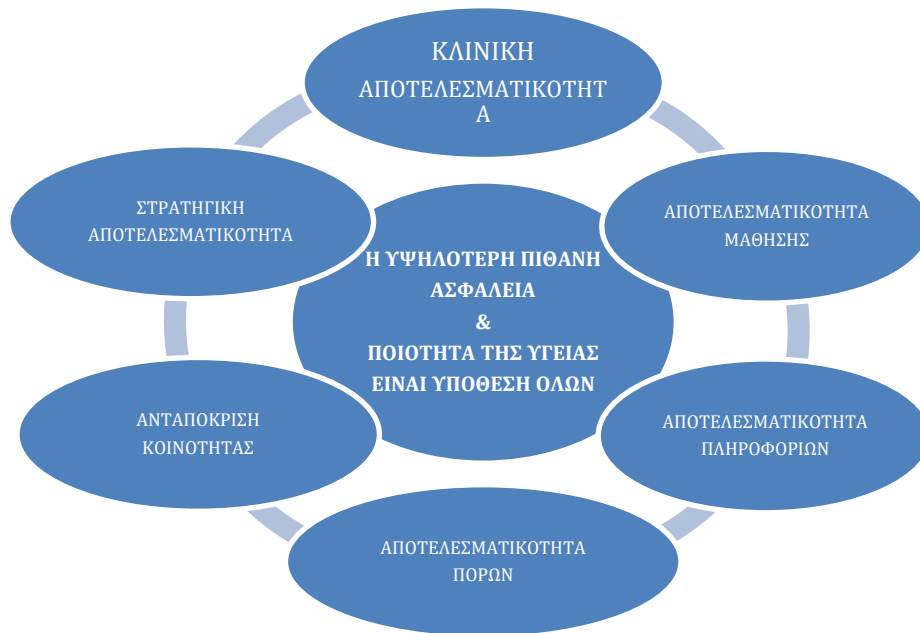 ΚΛΙΝΙΚΗ
ΑΠΟΤΕΛΕΣΜΑΤΙΚΟΤΗΤ
Α
ΑΠΟΤΕΛΕΣΜΑΤΙΚΟΤΗΤΑ
ΜΑΘΗΣΗΣ
ΑΠΟΤΕΛΕΣΜΑΤΙΚΟΤΗΤΑ
ΠΛΗΡΟΦΟΡΙΩΝ
ΑΠΟΤΕΛΕΣΜΑΤΙΚΟΤΗΤΑ
ΠΟΡΩΝ
ΑΝΤΑΠΟΚΡΙΣΗ
ΚΟΙΝΟΤΗΤΑΣ
ΣΤΡΑΤΗΓΙΚΗ
ΑΠΟΤΕΛΕΣΜΑΤΙΚΟΤΗΤΑ
Η ΥΨΗΛΟΤΕΡΗ ΠΙΘΑΝΗ
ΑΣΦΑΛΕΙΑ
&
ΠΟΙΟΤΗΤΑ ΤΗΣ ΥΓΕΙΑΣ
ΕΙΝΑΙ ΥΠΟΘΕΣΗ ΟΛΩΝ